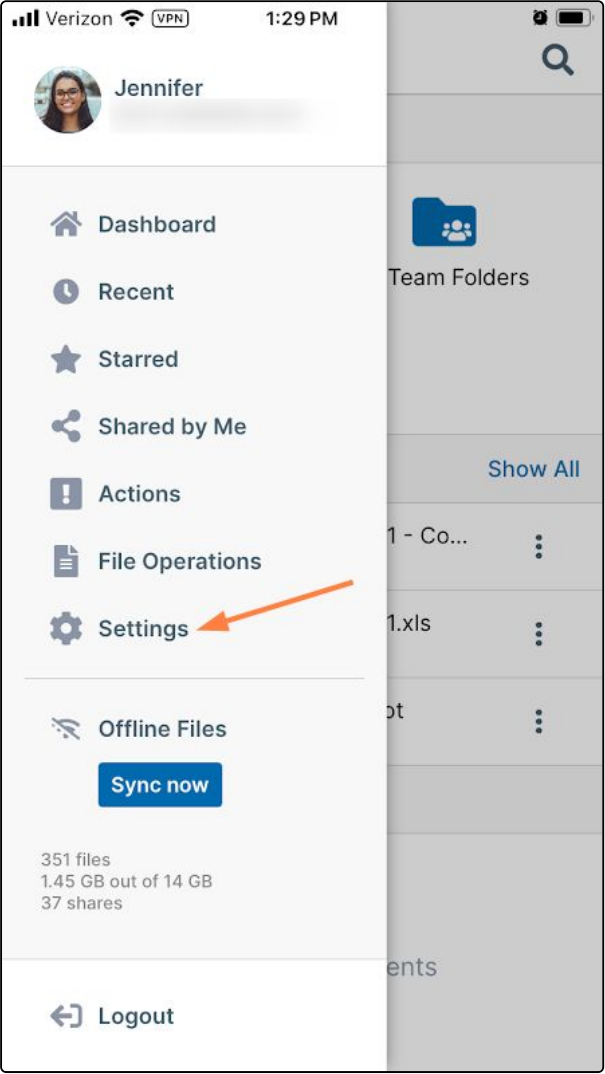 Verizon VPN 1:29 PM
Jennifer
Dashboard
Recent
Starred
Shared by Me
Actions
File Operations
Settings
Offline Files
Sync now
351 files
1.45 GB out of 14 GB
37 shares
Logout
Team Folders
Show All
1 - Co...
1.xls
ot
ents